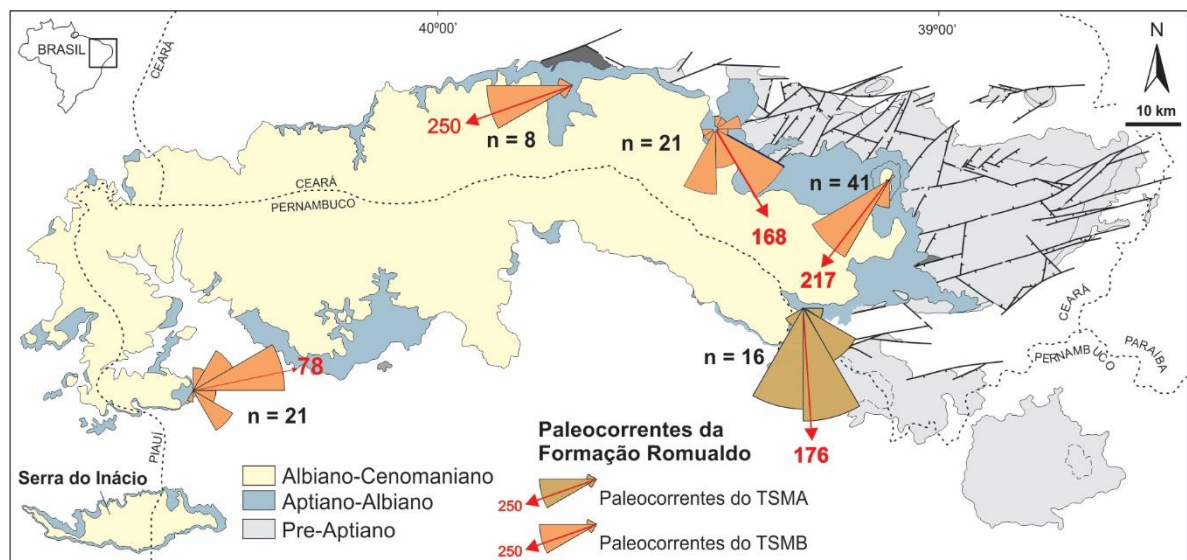 40°00'
39°00'
BRASIL
CEARÁ
N
10 km
250
n = 8
n = 21
n = 41
168
217
CEARÁ
PERNAMBUCO
CEARÁ
PERNAMBUCO
PARAÍBA
n = 16
176
78
n = 21
PIAUÍ
Serra do Inácio
Albiano-Cenomaniano
Aptiano-Albiano
Pre-Aptiano
Paleocorrentes da
Formação Romualdo
250
Paleocorrentes do TSMA
250
Paleocorrentes do TSMB